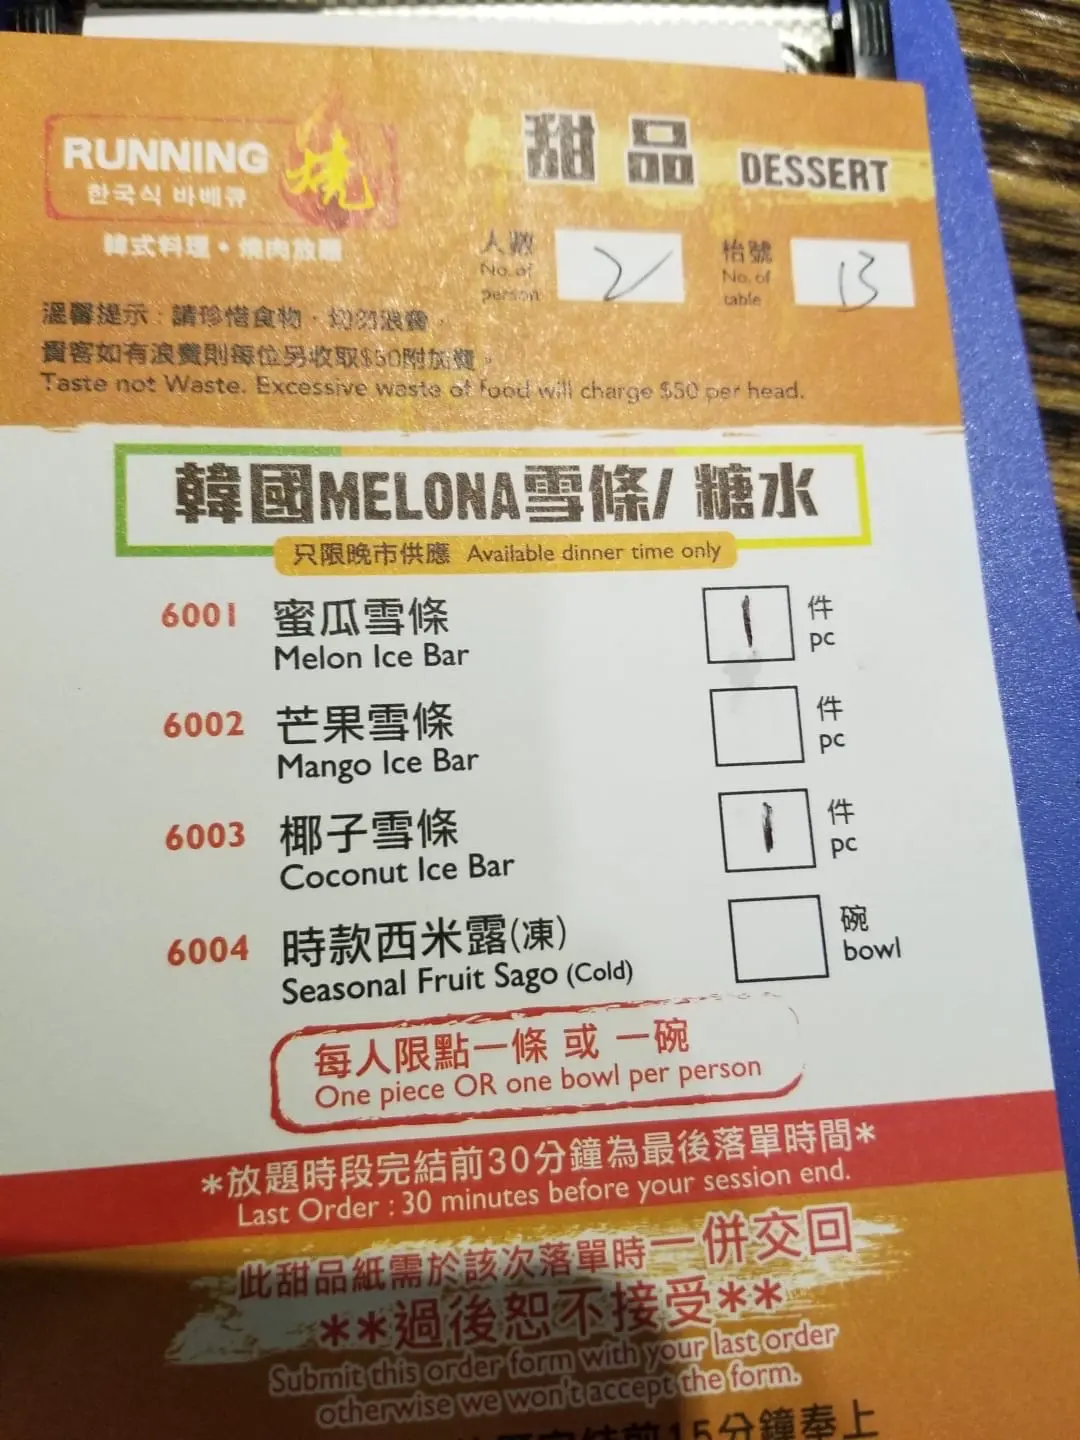 RUNNING 燒
한국식 바베큐
韓式料理·燒肉放題
甜品 DESSERT
人數
No. of
person
2
枱號
No. of
table
13
溫馨提示：請珍惜食物，切勿浪費。
貴客如有浪費則每位另收取$50附加費。
Taste not Waste. Excessive waste of food will charge $50 per head.
韓國MELONA雪條/ 糖水
只限晚市供應 Available dinner time only
6001 蜜瓜雪條 1 件
Melon Ice Bar pc
6002 芒果雪條 件
Mango Ice Bar pc
6003 椰子雪條 1 件
Coconut Ice Bar pc
6004 時款西米露(凍) 碗
Seasonal Fruit Sago (Cold) bowl
每人限點一條 或 一碗
One piece OR one bowl per person
*放題時段完結前30分鐘為最後落單時間*
Last Order : 30 minutes before your session end.
此甜品紙需於該次落單時一併交回
**過後恕不接受**
Submit this order form with your last order
otherwise we won't accept the form.
完結前15分鐘奉上